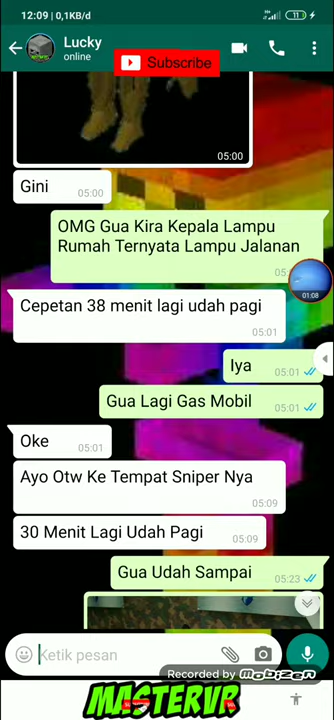 12:09 | 0,1KB/d
11
Lucky
online
Subscribe
05:00
Gini
05:00
OMG Gua Kira Kepala Lampu
Rumah Ternyata Lampu Jalanan
01:08
Cepetan 38 menit lagi udah pagi
05:01
Iya
05:01
Gua Lagi Gas Mobil
05:01
Oke
05:01
Ayo Otw Ke Tempat Sniper Nya
05:09
30 Menit Lagi Udah Pagi
05:09
Gua Udah Sampai
05:23
Ketik pesan
Recorded by mobizen
MASTERVR